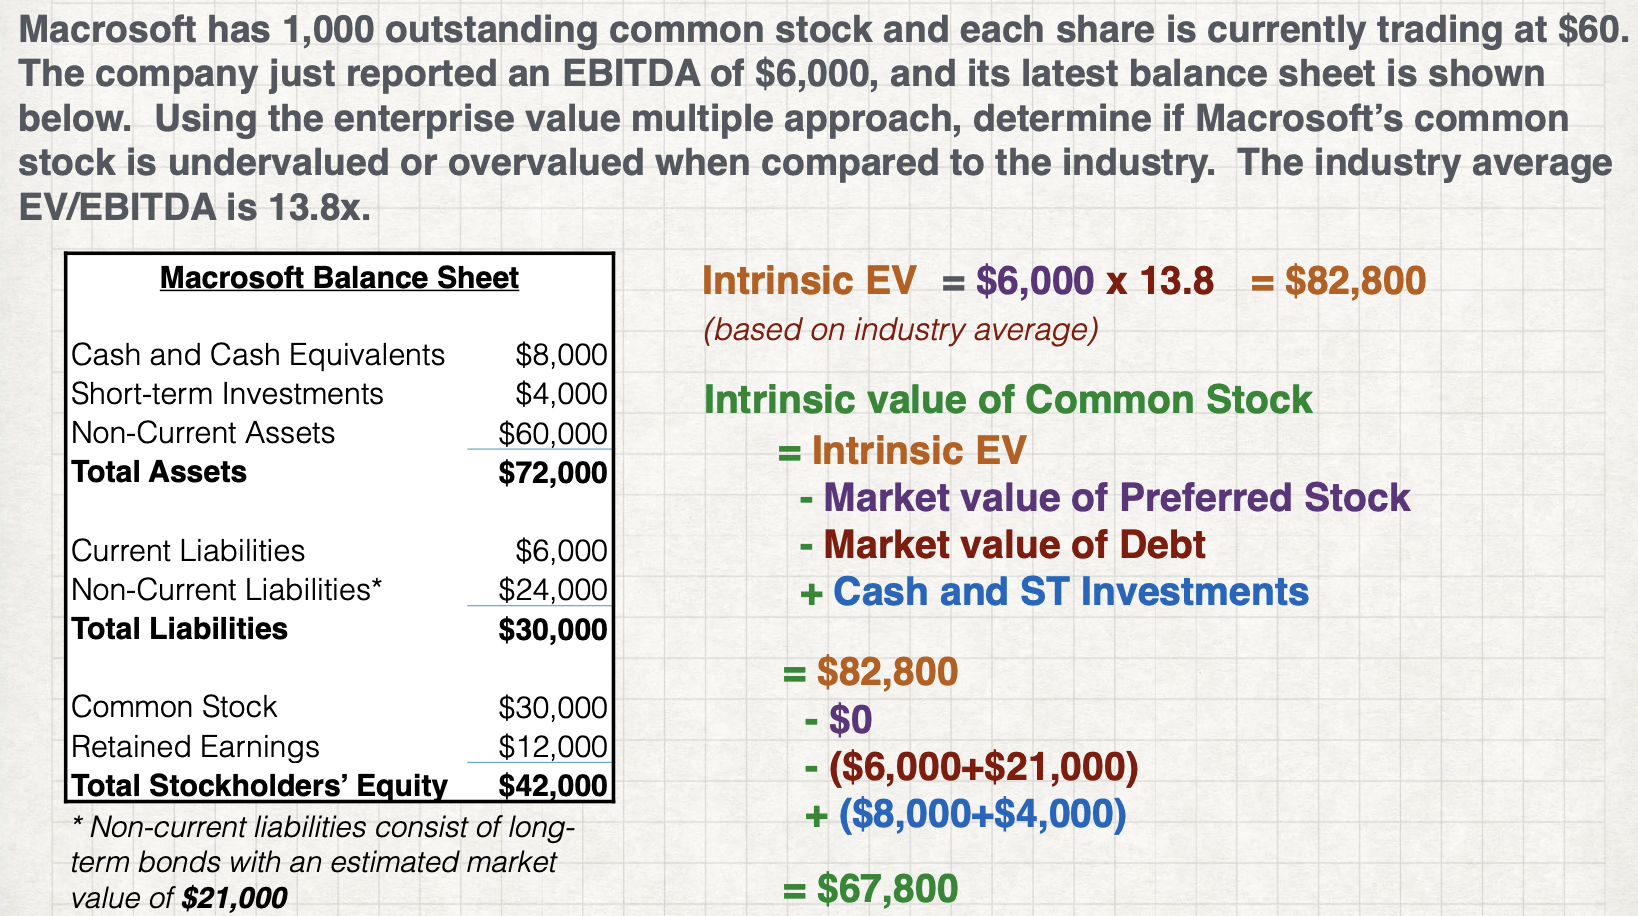 Macrosoft has 1,000 outstanding common stock and each share is currently trading at $60.
The company just reported an EBITDA of $6,000, and its latest balance sheet is shown
below.  Using the enterprise value multiple approach, determine if Macrosoft’s common
stock is undervalued or overvalued when compared to the industry.  The industry average
EV/EBITDA is 13.8x.
Macrosoft Balance Sheet
Cash and Cash Equivalents $8,000
Short-term Investments $4,000
Non-Current Assets $60,000
Total Assets $72,000
Current Liabilities $6,000
Non-Current Liabilities* $24,000
Total Liabilities $30,000
Common Stock $30,000
Retained Earnings $12,000
Total Stockholders’ Equity $42,000
* Non-current liabilities consist of long-
term bonds with an estimated market
value of $21,000
Intrinsic EV = $6,000 x 13.8 = $82,800
(based on industry average)
Intrinsic value of Common Stock
= Intrinsic EV
- Market value of Preferred Stock
- Market value of Debt
+ Cash and ST Investments
= $82,800
- $0
- ($6,000+$21,000)
+ ($8,000+$4,000)
= $67,800